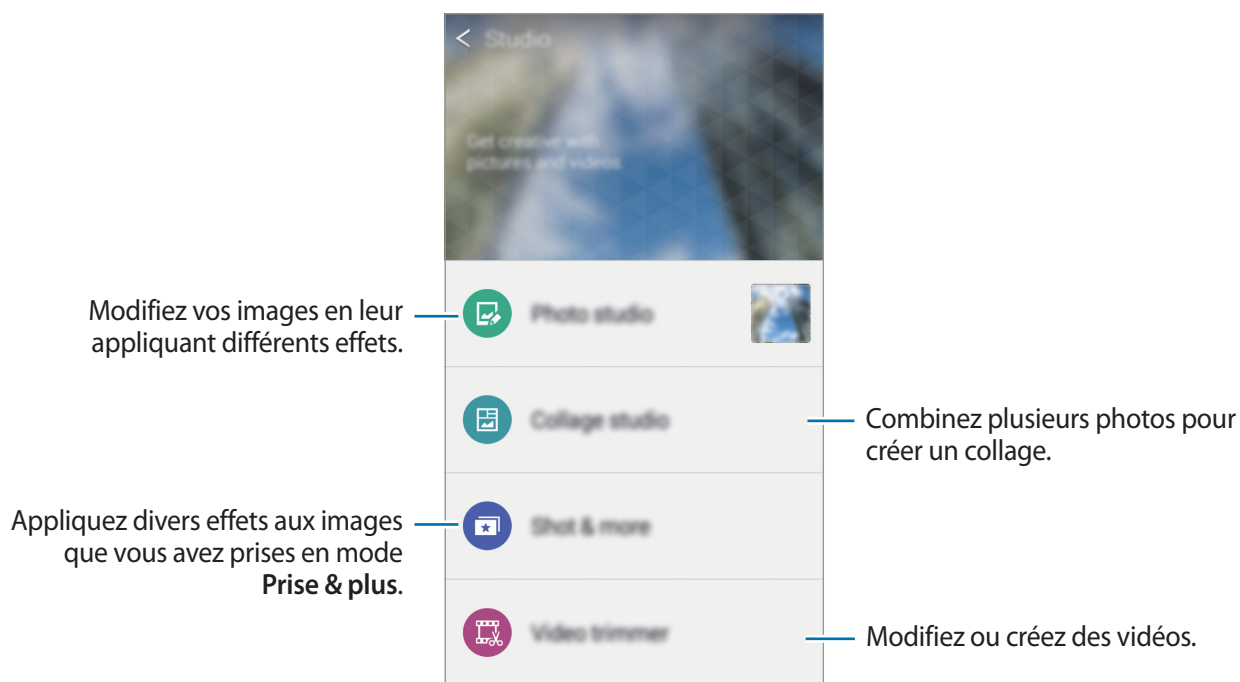 Studio
Get creative with
pictures and videos.
Modifiez vos images en leur
appliquant différents effets.
Photo studio
Collage studio
Combinez plusieurs photos pour
créer un collage.
Appliquez divers effets aux images
que vous avez prises en mode
Prise & plus.
Shot & more
Video trimmer
Modifiez ou créez des vidéos.